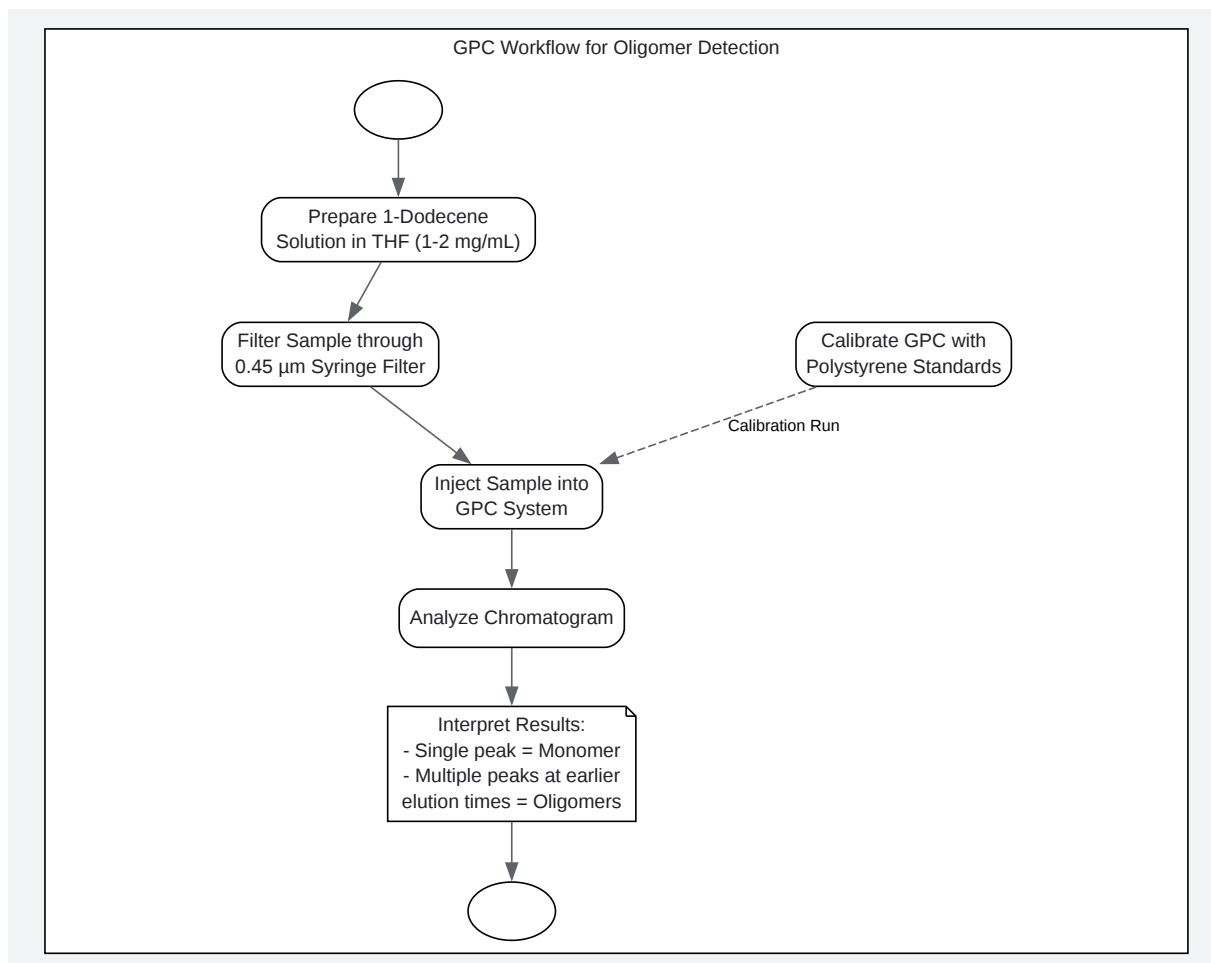 GPC Workflow for Oligomer Detection
Prepare 1-Dodecene
Solution in THF (1-2 mg/mL)
Filter Sample through
0.45 µm Syringe Filter
Calibrate GPC with
Polystyrene Standards
Calibration Run
Inject Sample into
GPC System
Analyze Chromatogram
Interpret Results:
- Single peak = Monomer
- Multiple peaks at earlier
elution times = Oligomers